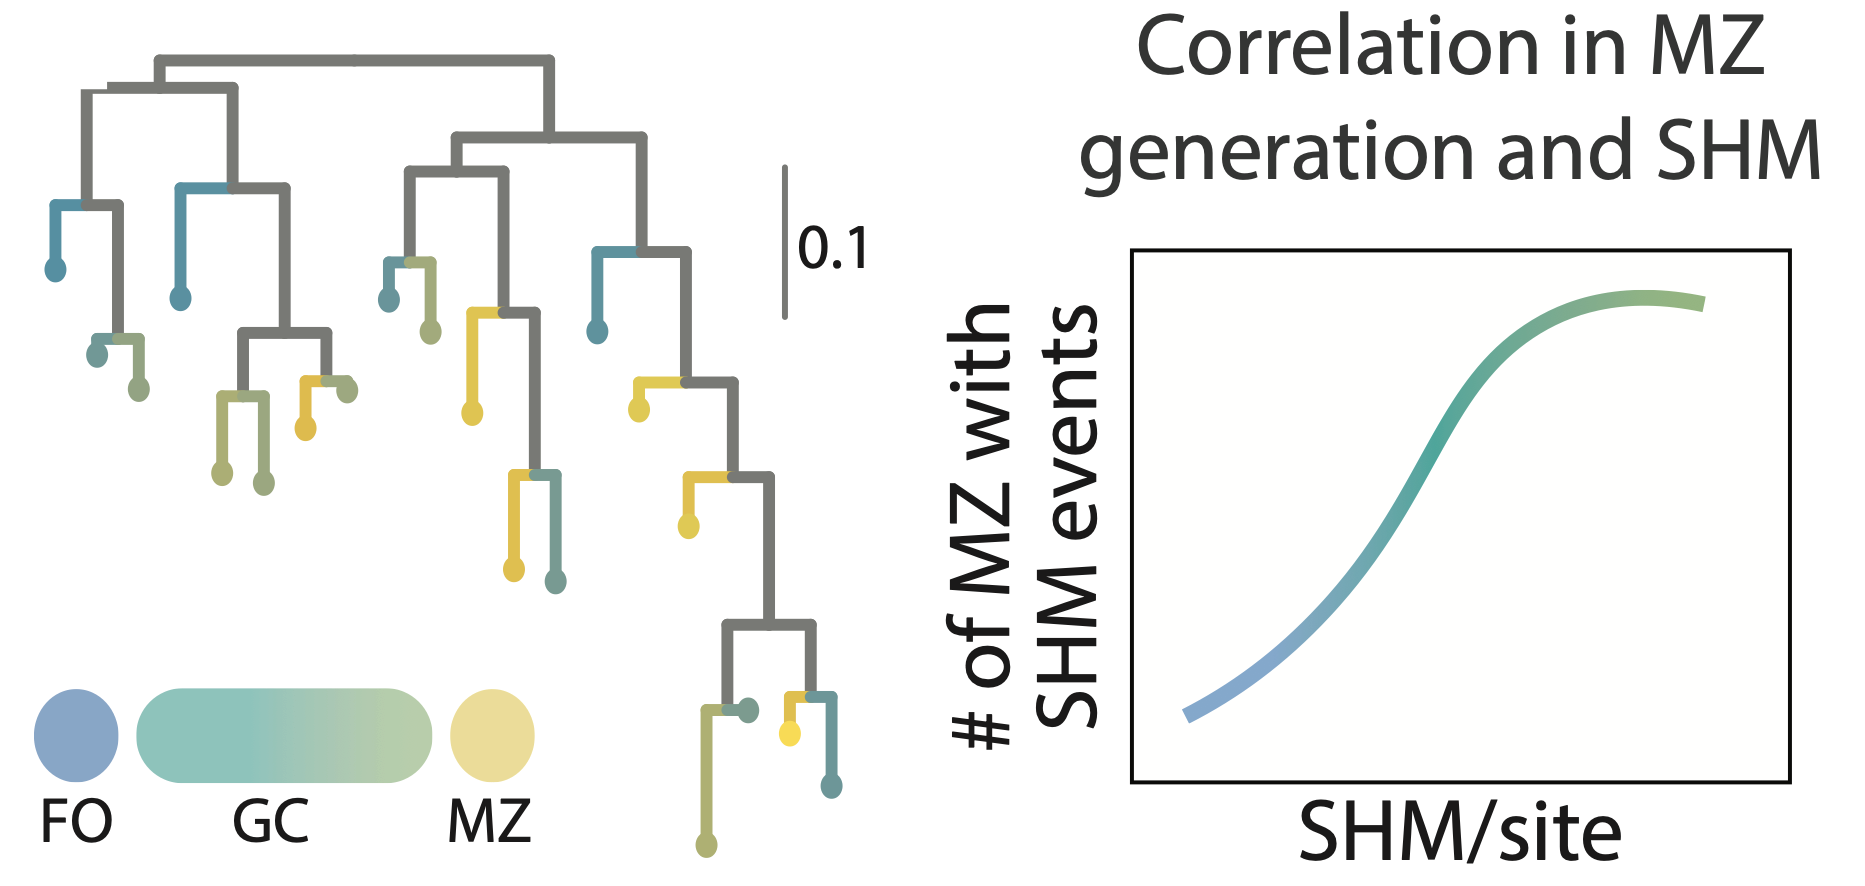 Correlation in MZ
generation and SHM
0.1
# of MZ with
SHM events
SHM/site
FO
GC
MZ